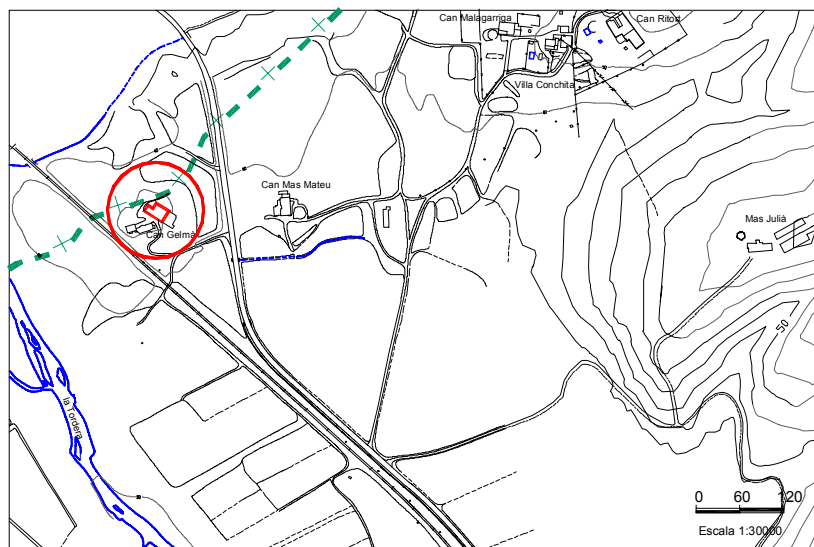 Can Malagarriga
Can Ritort
Villa Conchita
Can Mas Mateu
Can Gelmà
Mas Julià
50
la Tordera
0 60 120
Escala 1:30000